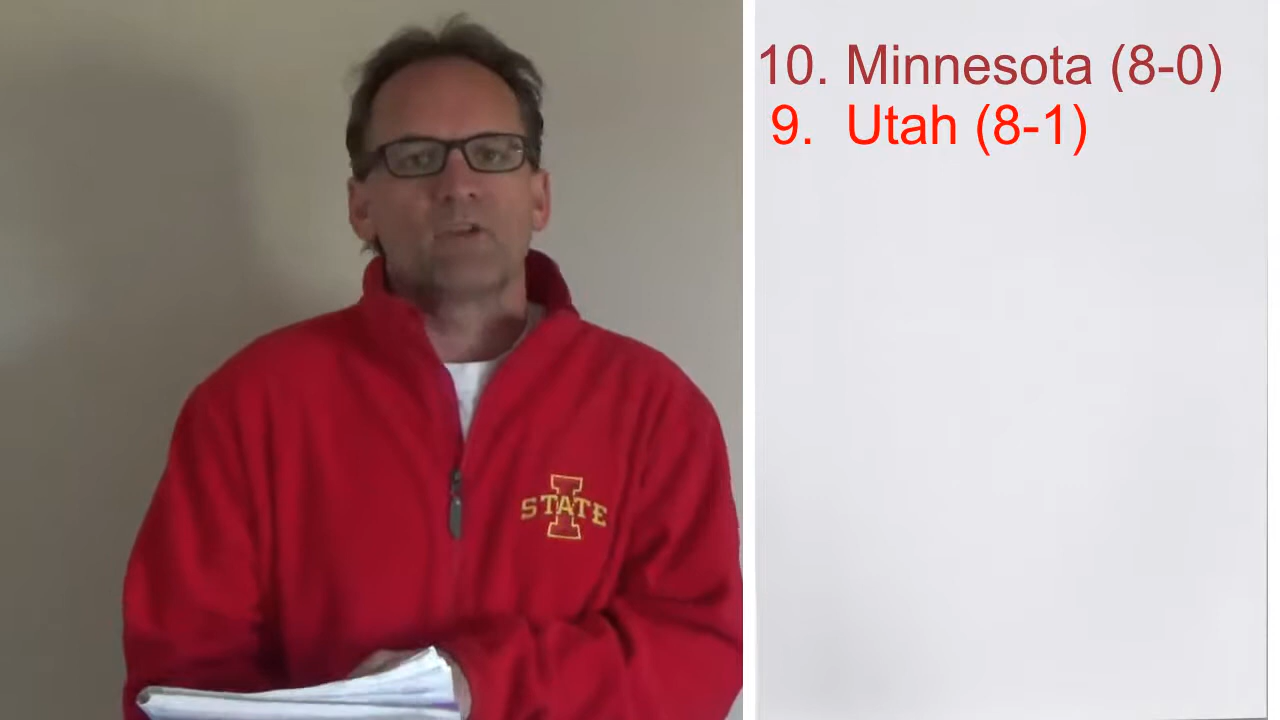 10. Minnesota (8-0)
9. Utah (8-1)
I
STATE